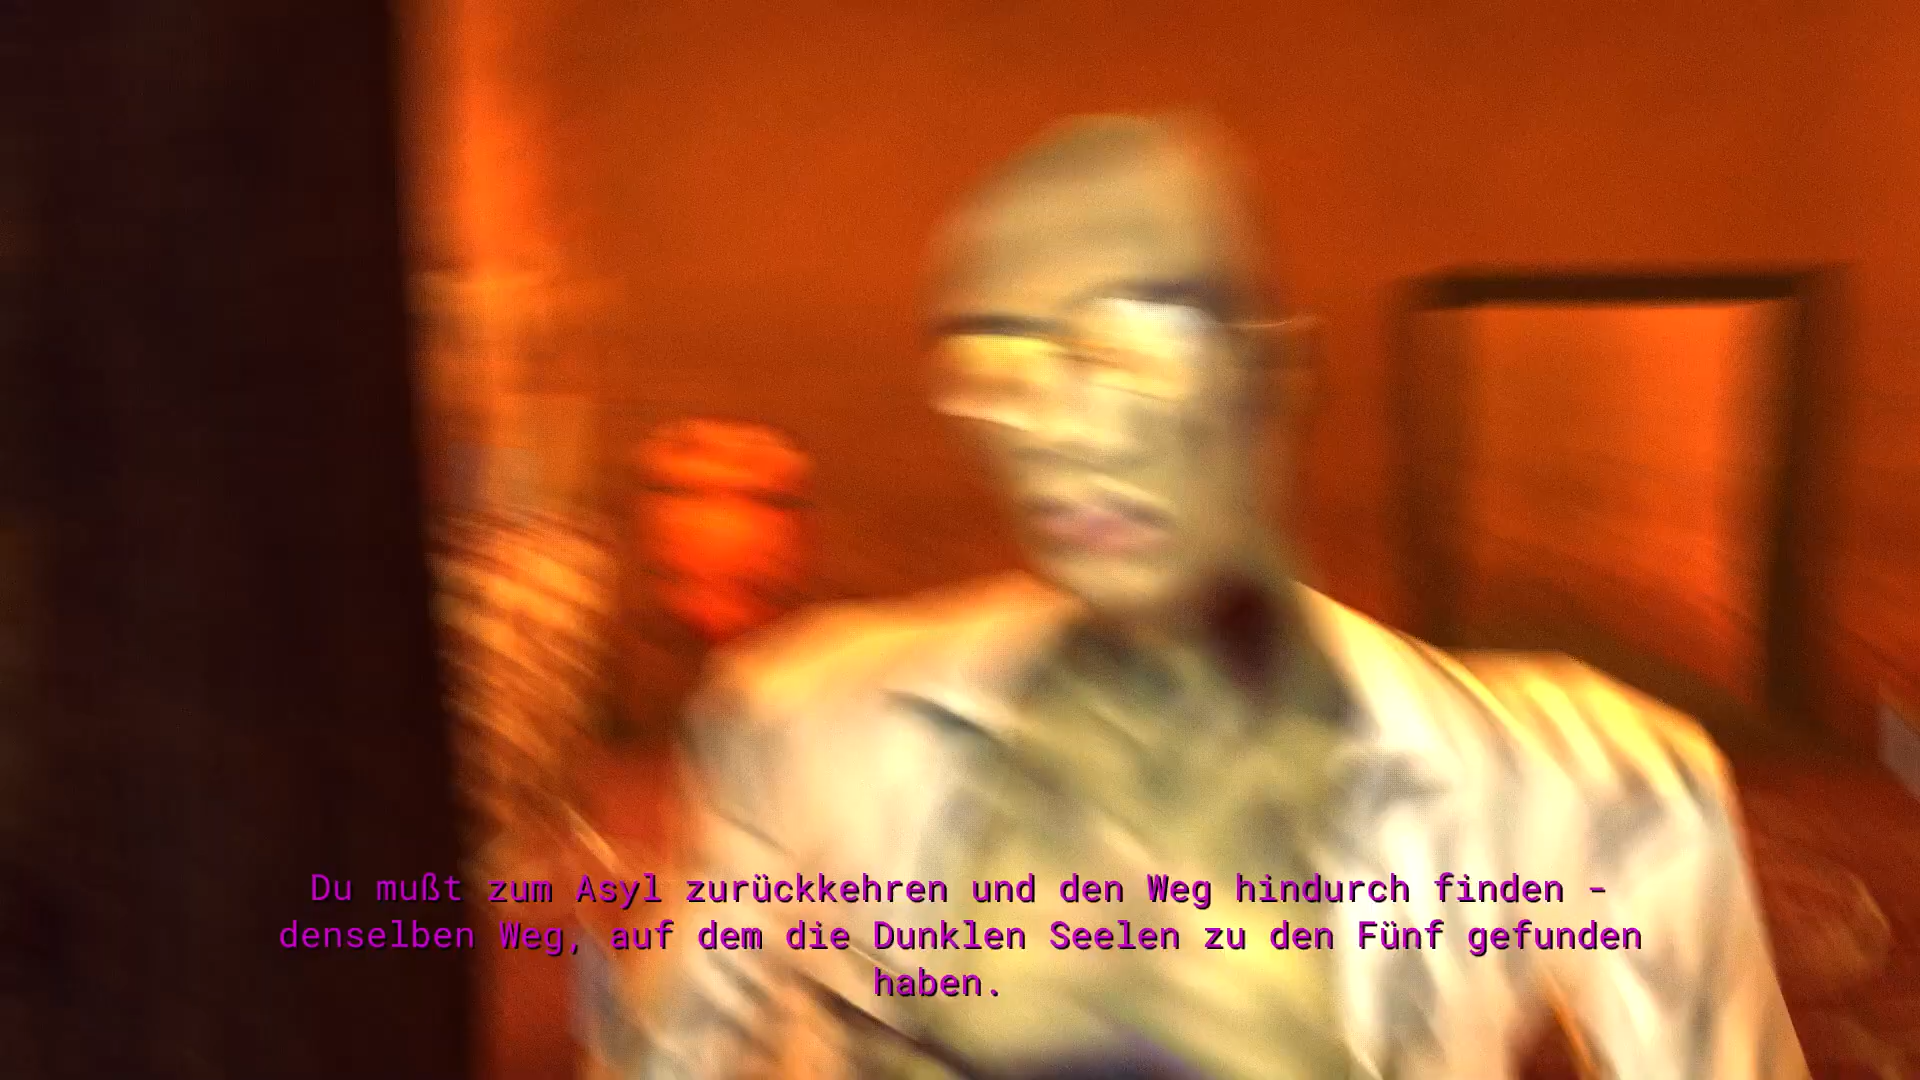 Du mußt zum Asyl zurückkehren und den Weg hindurch finden -
denselben Weg, auf dem die Dunklen Seelen zu den Fünf gefunden
haben.